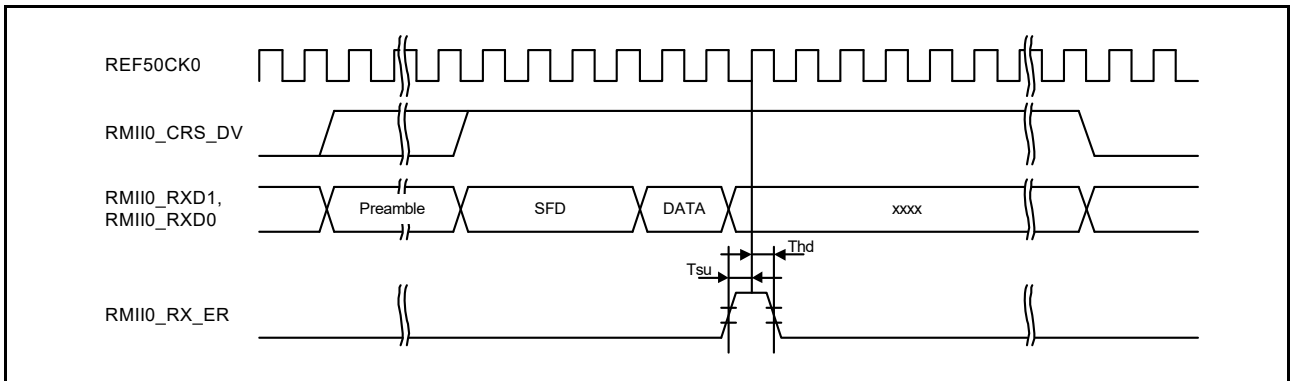 REF50CK0
RMII0_CRS_DV
RMII0_RXD1,
RMII0_RXD0
Preamble
SFD
DATA
xxxx
Thd
Tsu
RMII0_RX_ER